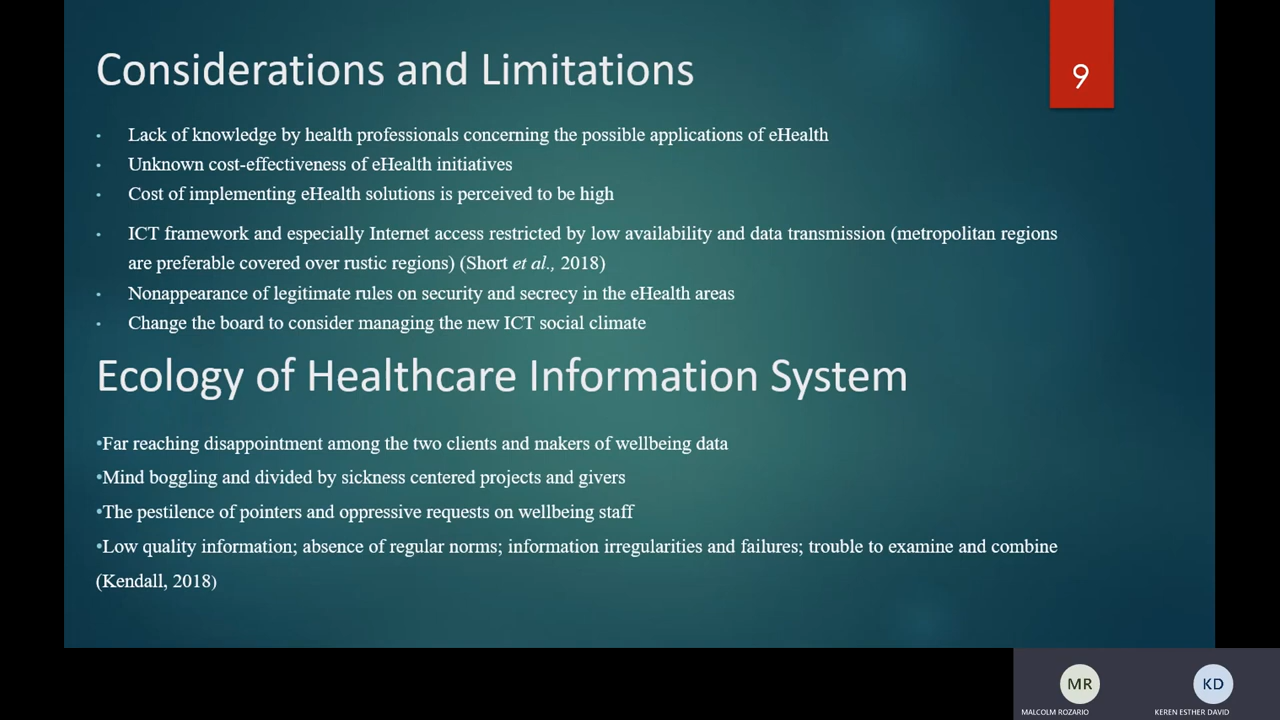 Considerations and Limitations
9
• Lack of knowledge by health professionals concerning the possible applications of eHealth
• Unknown cost-effectiveness of eHealth initiatives
• Cost of implementing eHealth solutions is perceived to be high
• ICT framework and especially Internet access restricted by low availability and data transmission (metropolitan regions
are preferable covered over rustic regions) (Short et al., 2018)
• Nonappearance of legitimate rules on security and secrecy in the eHealth areas
• Change the board to consider managing the new ICT social climate
Ecology of Healthcare Information System
•Far reaching disappointment among the two clients and makers of wellbeing data
•Mind boggling and divided by sickness centered projects and givers
•The pestilence of pointers and oppressive requests on wellbeing staff
•Low quality information; absence of regular norms; information irregularities and failures; trouble to examine and combine
(Kendall, 2018)
MR
KD
MALCOLM ROZARIO
KEREN ESTHER DAVID